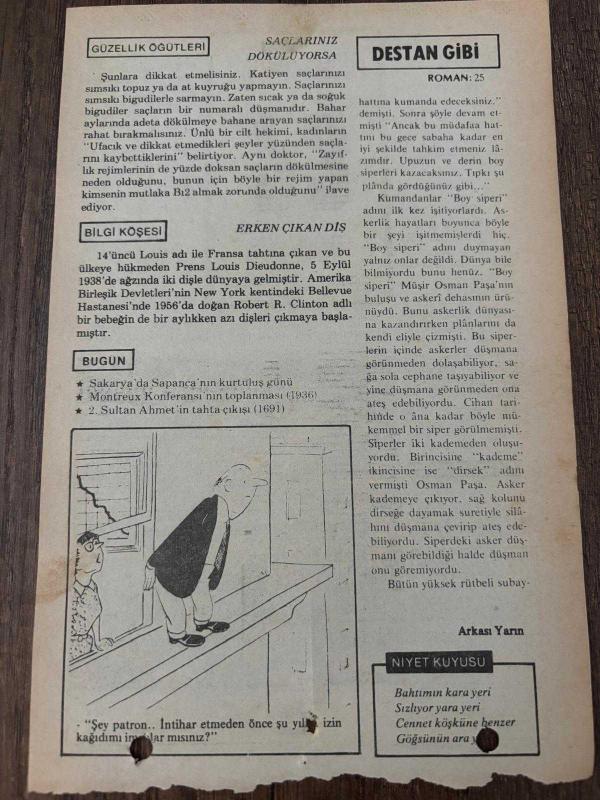 GÜZELLİK ÖĞÜTLERİ
SAÇLARINIZ
DÖKÜLÜYORSA
Şunlara dikkat etmelisiniz. Katiyen saçlarınızı
sımsıkı topuz ya da at kuyruğu yapmayın. Saçlarınızı
sımsıkı bigudilerle sarmayın. Zaten sıcak ya da soğuk
bigudiler saçların bir numaralı düşmanıdır. Bahar
aylarında adeta dökülmeye bahane arayan saçlarınızı
rahat bırakmalısınız. Ünlü bir cilt hekimi, kadınların
"Ufacık ve dikkat etmedikleri şeyler yüzünden saçla-
rını kaybettiklerini" belirtiyor. Aynı doktor, "Zayıf-
lık rejimlerinin de yüzde doksan saçların dökülmesine
neden olduğunu, bunun için böyle bir rejim yapan
kimsenin mutlaka B12 almak zorunda olduğunu" ilave
ediyor.
BİLGİ KÖŞESİ
ERKEN ÇIKAN DİŞ
14'üncü Louis adı ile Fransa tahtına çıkan ve bu
ülkeye hükmeden Prens Louis Dieudonne, 5 Eylül
1938'de ağzında iki dişle dünyaya gelmiştir. Amerika
Birleşik Devletleri'nin New York kentindeki Bellevue
Hastanesi'nde 1956'da doğan Robert R. Clinton adlı
bir bebeğin de bir aylıkken azı dişleri çıkmaya başla-
mıştır.
BUGÜN
★ Sakarya'da Sapanca'nın kurtuluş günü
★ Montreux Konferansı'nın toplanması (1936)
★ 2. Sultan Ahmet'in tahta çıkışı (1691)
- "Şey patron.. İntihar etmeden önce şu yıllık izin
kağıdımı mısınız?"
DESTAN GİBİ
ROMAN: 25
hattına kumanda edeceksiniz."
demişti. Sonra şöyle devam et-
mişti "Ancak bu müdafaa hat-
tını bu gece sabaha kadar en
iyi şekilde tahkim etmeniz lâ-
zımdır. Upuzun ve derin boy
siperleri kazacaksınız. Tıpkı şu
plânda gördüğünüz gibi..."
Kumandanlar "Boy siperi"
adını ilk kez işitiyorlardı. As-
kerlik hayatları boyunca böyle
bir şeyi işitmemişlerdi hiç.
"Boy siperi" adını duymayan
yalnız onlar değildi. Dünya bile
bilmiyordu bunu henüz. "Boy
siperi" Müşir Osman Paşa'nın
buluşu ve askerî dehasının ürü-
nüydü. Bunu askerlik dünyası-
na kazandırırken plânlarını da
kendi eliyle çizmişti. Bu siper-
lerin içinde askerler düşmana
görünmeden dolaşabiliyor, sa-
ğa sola cephane taşıyabiliyor ve
yine düşmana görünmeden ona
ateş edebiliyordu. Cihan tari-
hinde o âna kadar böyle mü-
kemmel bir siper görülmemişti.
Siperler iki kademeden oluşu-
yordu. Birincisine "kademe"
ikincisine ise "dirsek" adını
vermişti Osman Paşa. Asker
kademeye çıkıyor, sağ kolunu
dirseğe dayamak suretiyle silâ-
hını düşmana çevirip ateş ede-
biliyordu. Siperdeki asker düş-
manı görebildiği halde düşman
onu göremiyordu.
Bütün yüksek rütbeli subay-
Arkası Yarın
NİYET KUYUSU
Bahtımın kara yeri
Sızlıyor yara yeri
Cennet köşküne benzer
Göğsünün ara